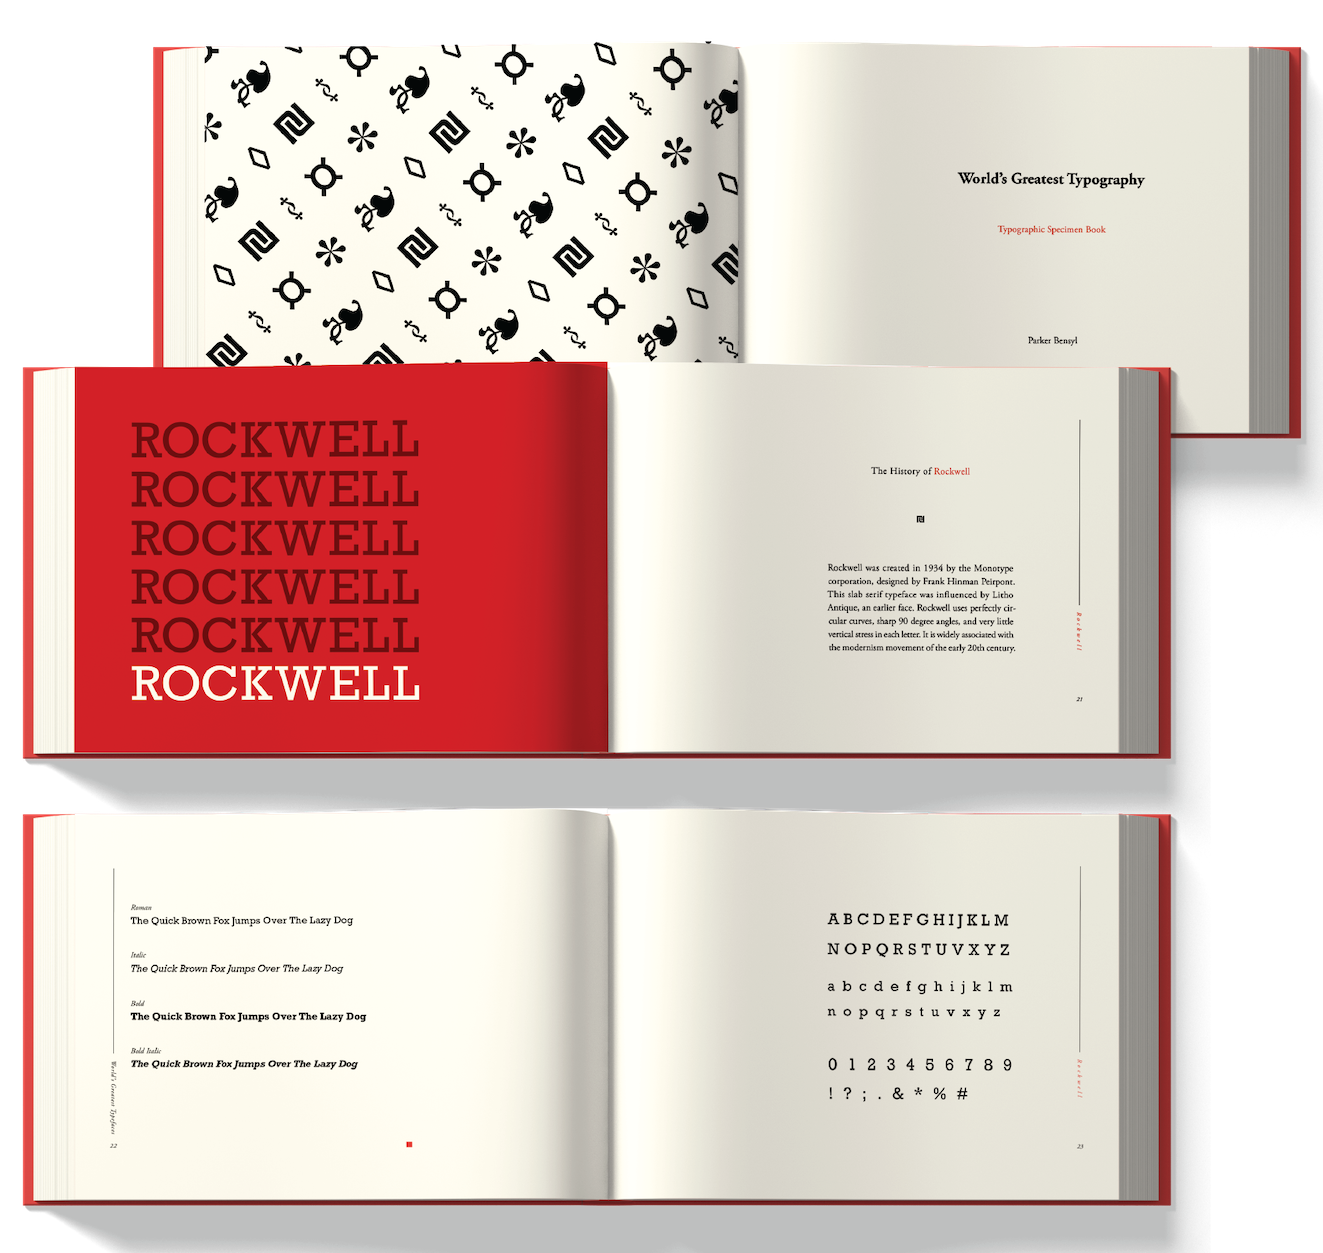 World's Greatest Typography
Typographic Specimen Book
Parker Bensyl
ROCKWELL
ROCKWELL
ROCKWELL
ROCKWELL
ROCKWELL
ROCKWELL
The History of Rockwell
Rockwell was created in 1934 by the Monotype
corporation, designed by Frank Hinman Peirpont.
This slab serif typeface was influenced by Litho
Antique, an earlier face. Rockwell uses perfectly cir-
cular curves, sharp 90 degree angles, and very little
vertical stress in each letter. It is widely associated with
the modernism movement of the early 20th century.
Rockwell
21
Roman
The Quick Brown Fox Jumps Over The Lazy Dog
Italic
The Quick Brown Fox Jumps Over The Lazy Dog
Bold
The Quick Brown Fox Jumps Over The Lazy Dog
Bold Italic
The Quick Brown Fox Jumps Over The Lazy Dog
World's Greatest Typefaces
22
A B C D E F G H I J K L M
N O P Q R S T U V X Y Z
a b c d e f g h i j k l m
n o p q r s t u v x y z
0 1 2 3 4 5 6 7 8 9
! ? ; . & * % #
Rockwell
23